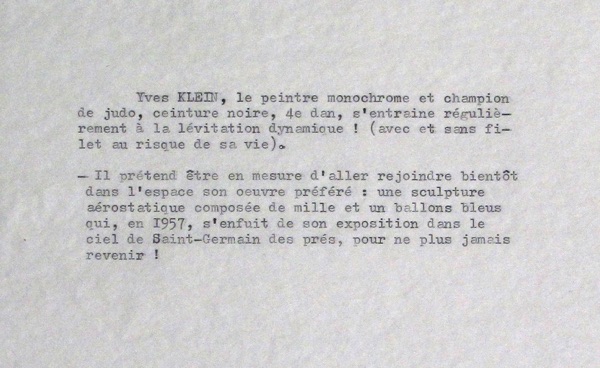 Yves KLEIN, le peintre monochrome et champion
de judo, ceinture noire, 4e dan, s'entraine réguliè-
rement à la lévitation dynamique ! (avec et sans fi-
let au risque de sa vie).
— Il prétend être en mesure d'aller rejoindre bientôt
dans l'espace son oeuvre préféré : une sculpture
aérostatique composée de mille et un ballons bleus
qui, en I957, s'enfuit de son exposition dans le
ciel de Saint-Germain des prés, pour ne plus jamais
revenir !